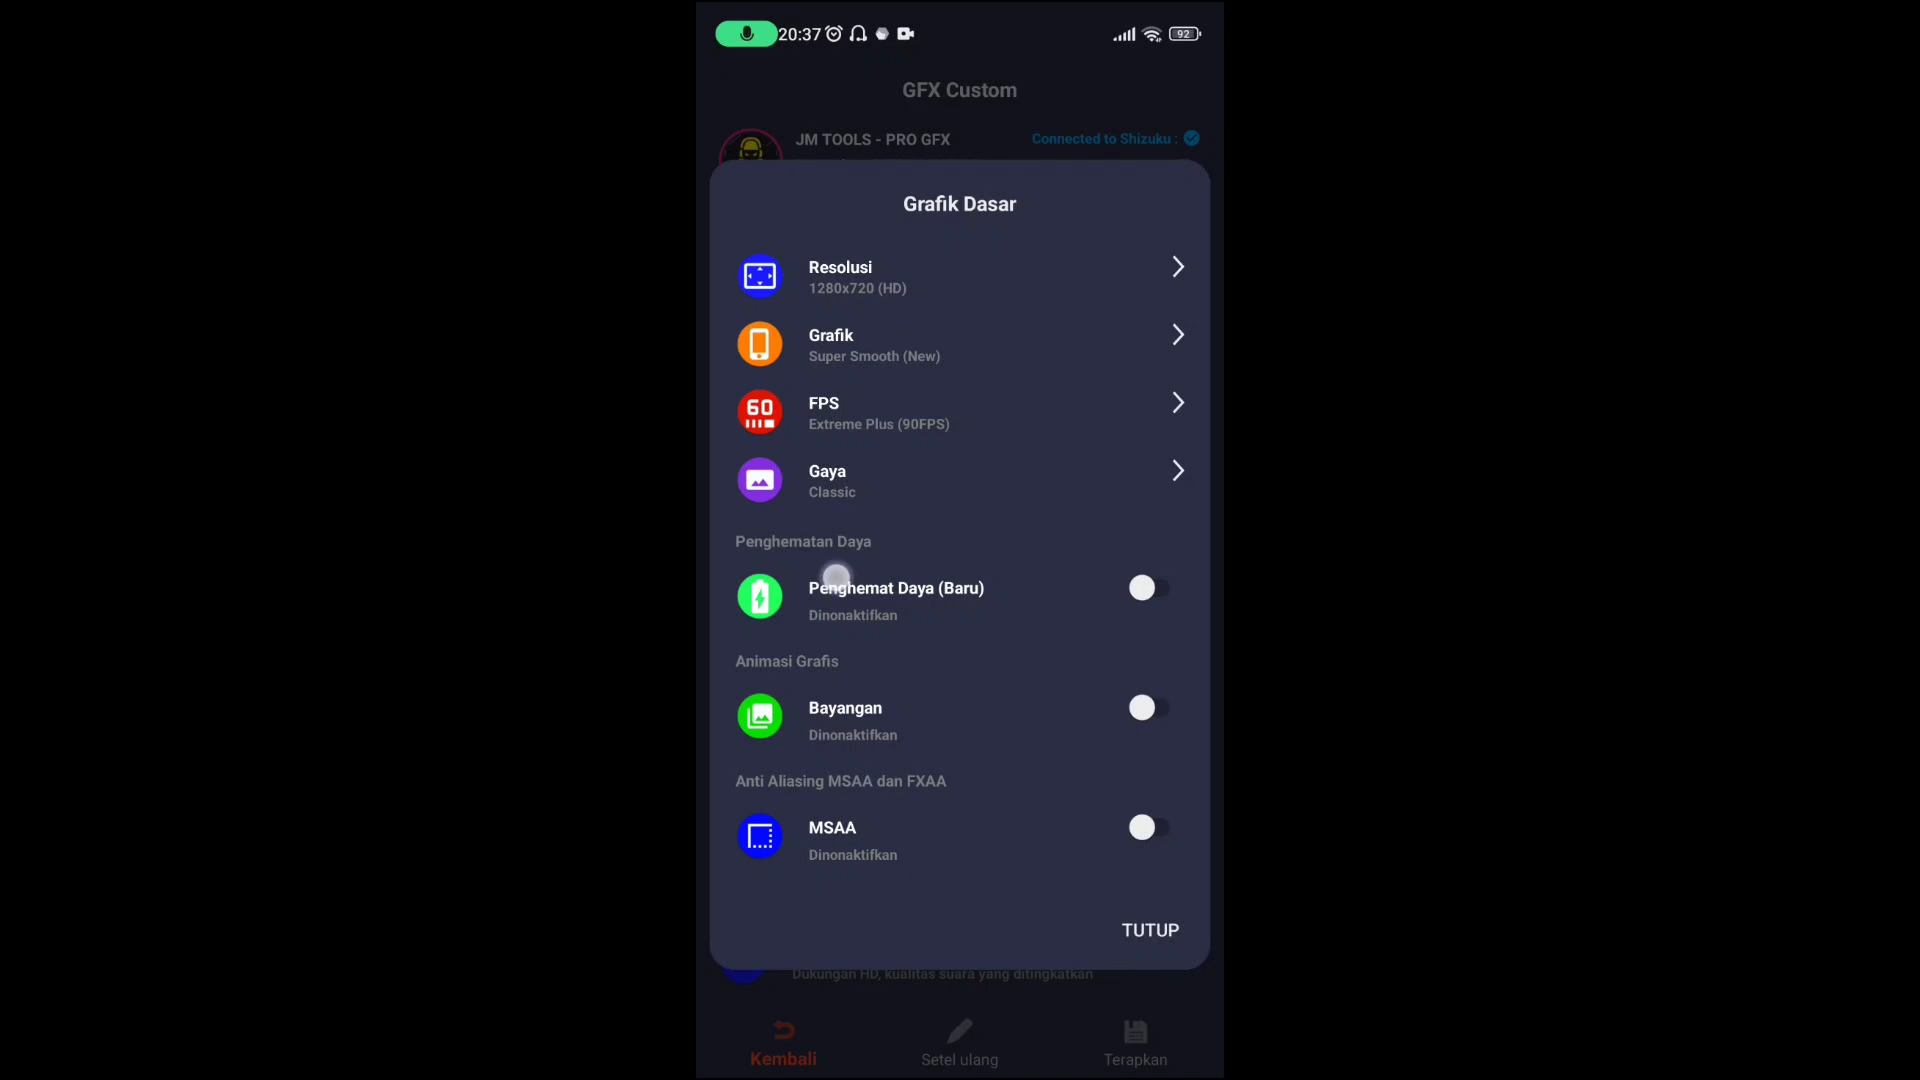 20:37
92
GFX Custom
JM TOOLS - PRO GFX
Connected to Shizuku :
Grafik Dasar
Resolusi
1280x720 (HD)
Grafik
Super Smooth (New)
60
FPS
Extreme Plus (90FPS)
Gaya
Classic
Penghematan Daya
Penghemat Daya (Baru)
Dinonaktifkan
Animasi Grafis
Bayangan
Dinonaktifkan
Anti Aliasing MSAA dan FXAA
MSAA
Dinonaktifkan
TUTUP
Dukungan HD, kualitas suara yang ditingkatkan
Kembali
Setel ulang
Terapkan